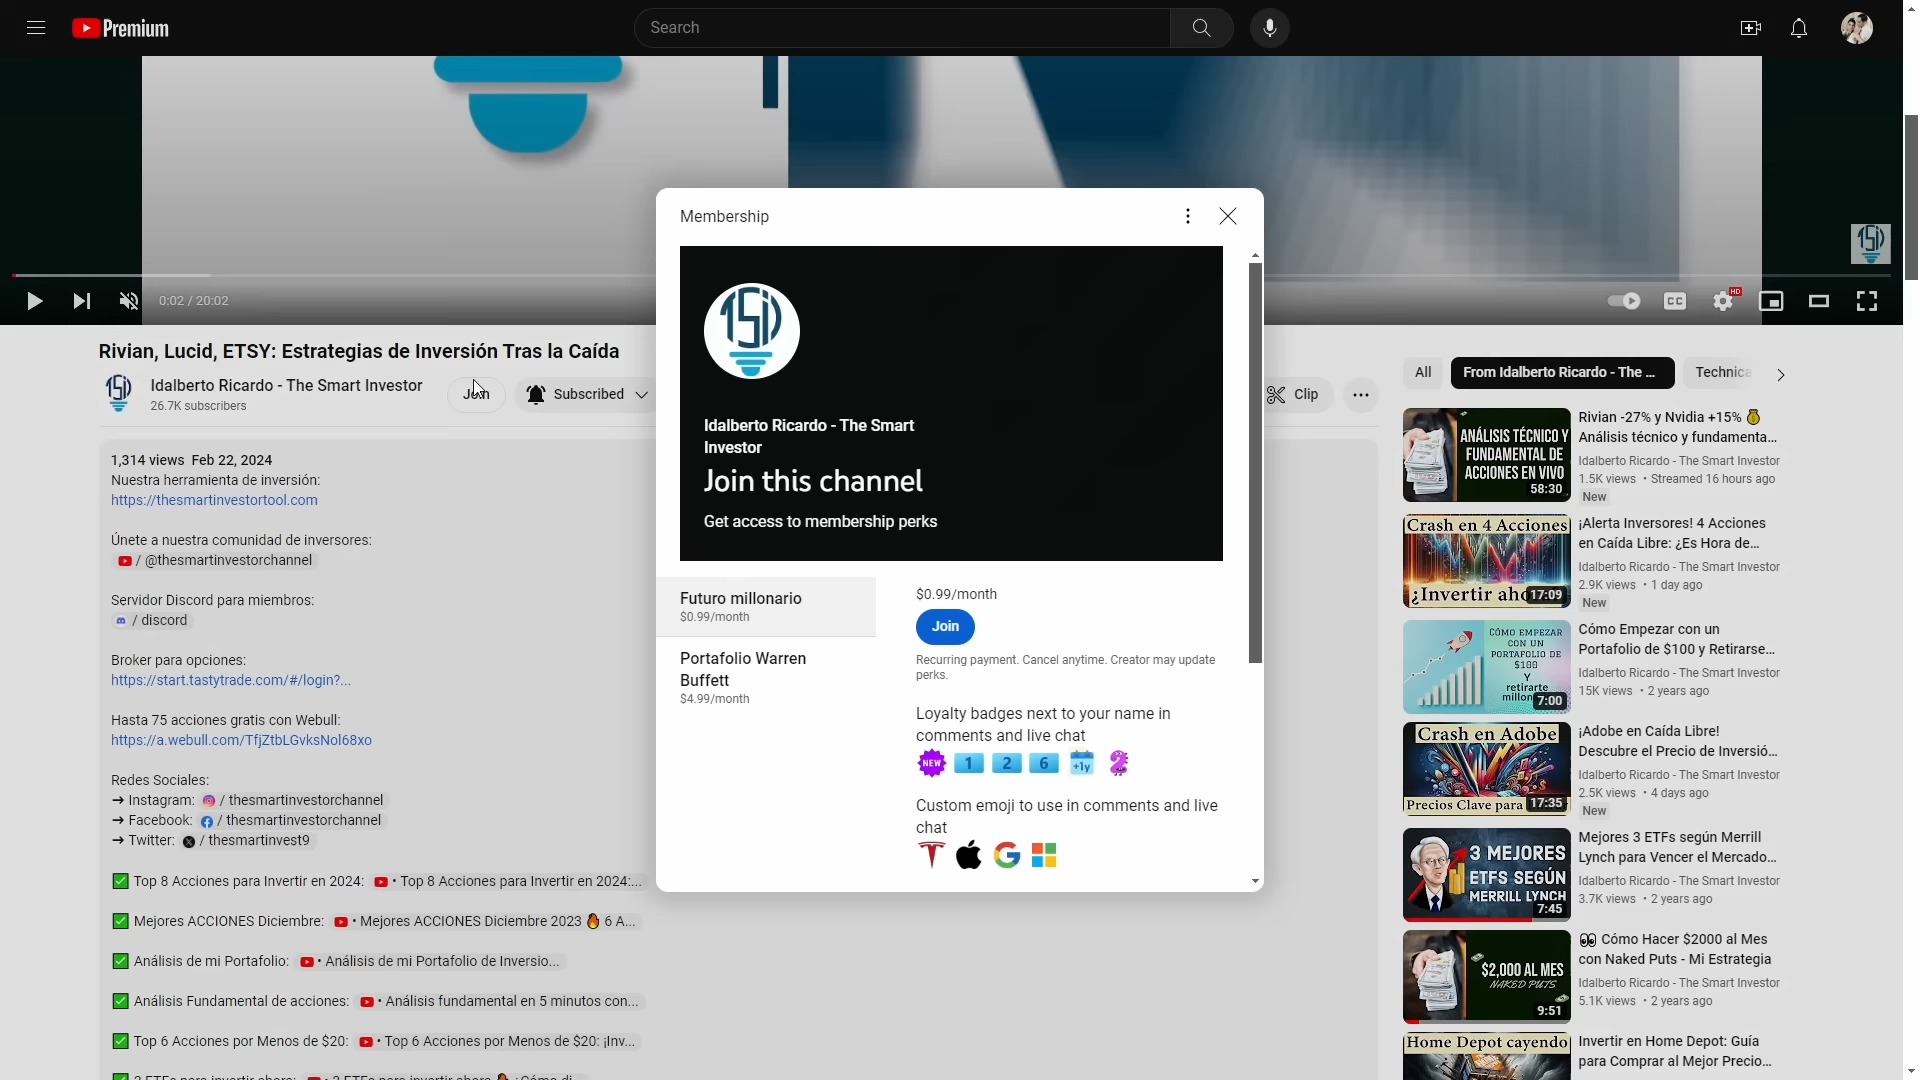 Premium
Search
0:02 / 20:02
CC
HD
Rivian, Lucid, ETSY: Estrategias de Inversión Tras la Caída
Idalberto Ricardo - The Smart Investor
26.7K subscribers
Join
Subscribed
Clip
1,314 views Feb 22, 2024
Nuestra herramienta de inversión:
https://thesmartinvestortool.com
Únete a nuestra comunidad de inversores:
/ @thesmartinvestorchannel
Servidor Discord para miembros:
/ discord
Broker para opciones:
https://start.tastytrade.com/#/login?...
Hasta 75 acciones gratis con Webull:
https://a.webull.com/TfjZtbLGvksNol68xo
Redes Sociales:
→ Instagram: / thesmartinvestorchannel
→ Facebook: / thesmartinvestorchannel
→ Twitter: / thesmartinvest9
✅ Top 8 Acciones para Invertir en 2024: • Top 8 Acciones para Invertir en 2024:...
✅ Mejores ACCIONES Diciembre: • Mejores ACCIONES Diciembre 2023 🔥 6 A...
✅ Análisis de mi Portafolio: • Análisis de mi Portafolio de Inversio...
✅ Análisis Fundamental de acciones: • Análisis fundamental en 5 minutos con...
✅ Top 6 Acciones por Menos de $20: • Top 6 Acciones por Menos de $20: ¡Inv...
Membership
Idalberto Ricardo - The Smart
Investor
Join this channel
Get access to membership perks
Futuro millonario
$0.99/month
Portafolio Warren
Buffett
$4.99/month
$0.99/month
Join
Recurring payment. Cancel anytime. Creator may update
perks.
Loyalty badges next to your name in
comments and live chat
NEW 1 2 6 +1y 2
Custom emoji to use in comments and live
chat
All
From Idalberto Ricardo - The ...
Technica
ANÁLISIS TÉCNICO Y
FUNDAMENTAL DE
ACCIONES EN VIVO
58:30
Rivian -27% y Nvidia +15% 💰
Análisis técnico y fundamenta...
Idalberto Ricardo - The Smart Investor
1.5K views • Streamed 16 hours ago
New
Crash en 4 Acciones
¿Invertir aho
17:09
¡Alerta Inversores! 4 Acciones
en Caída Libre: ¿Es Hora de...
Idalberto Ricardo - The Smart Investor
2.9K views • 1 day ago
New
CÓMO EMPEZAR
CON UN
PORTAFOLIO DE
$100
Y
retirarte
millon
7:00
Cómo Empezar con un
Portafolio de $100 y Retirarse...
Idalberto Ricardo - The Smart Investor
15K views • 2 years ago
Crash en Adobe
Precios Clave para
17:35
¡Adobe en Caída Libre!
Descubre el Precio de Inversió...
Idalberto Ricardo - The Smart Investor
2.5K views • 4 days ago
New
3 MEJORES
ETFS SEGÚN
MERRILL LYNCH
7:45
Mejores 3 ETFs según Merrill
Lynch para Vencer el Mercado...
Idalberto Ricardo - The Smart Investor
3.7K views • 2 years ago
$2,000 AL MES
NAKED PUTS
9:51
👀 Cómo Hacer $2000 al Mes
con Naked Puts - Mi Estrategia
Idalberto Ricardo - The Smart Investor
5.1K views • 2 years ago
Home Depot cayendo
Invertir en Home Depot: Guía
para Comprar al Mejor Precio...